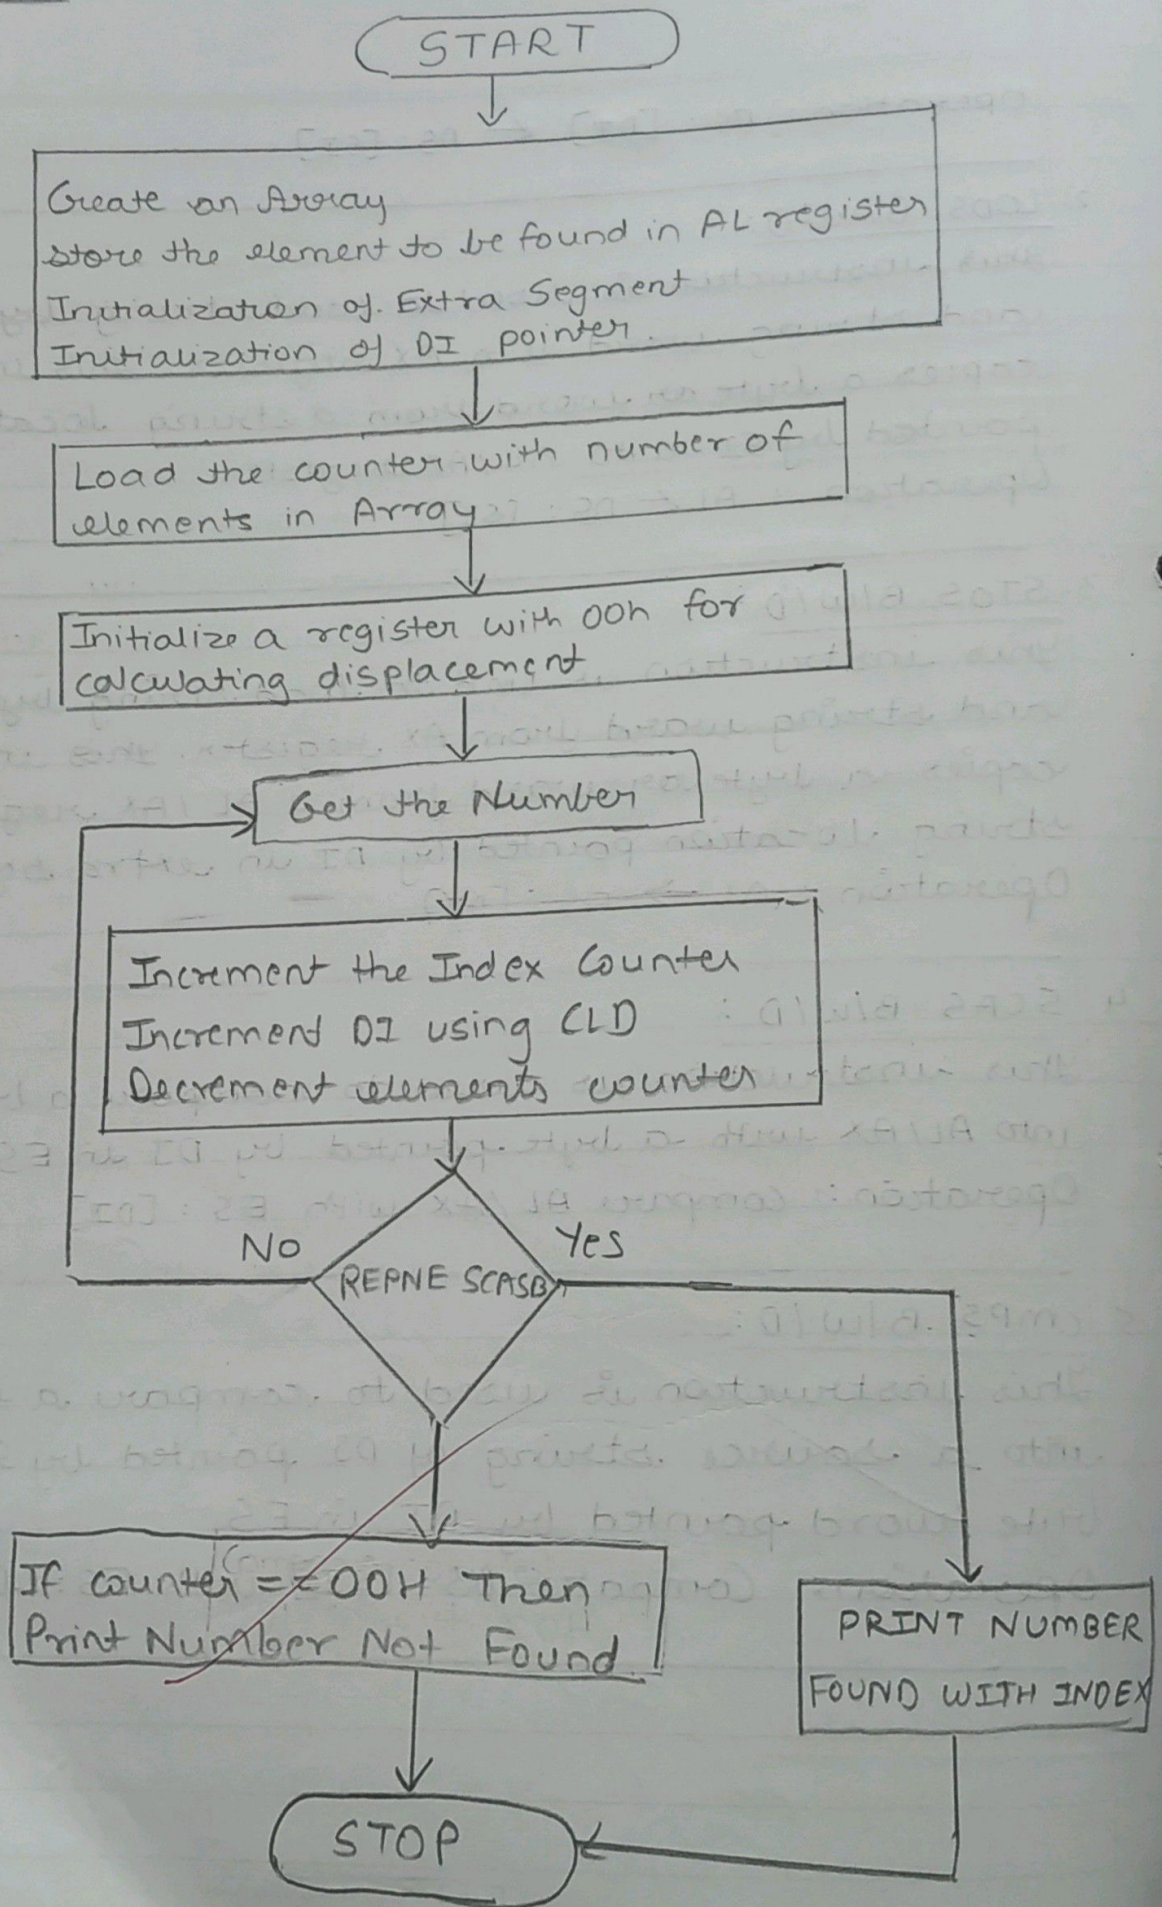 START
Create an Array
store the element to be found in AL register
Initialization of Extra Segment
Initialization of DI pointer.
Load the counter with number of
elements in Array
Initialize a register with 00h for
calculating displacement
Get the Number
Increment the Index Counter
Increment DI using CLD
Decrement elements counter
No
Yes
REPNE SCASB
If counter == 00H Then
Print Number Not Found.
PRINT NUMBER
FOUND WITH INDEX
STOP